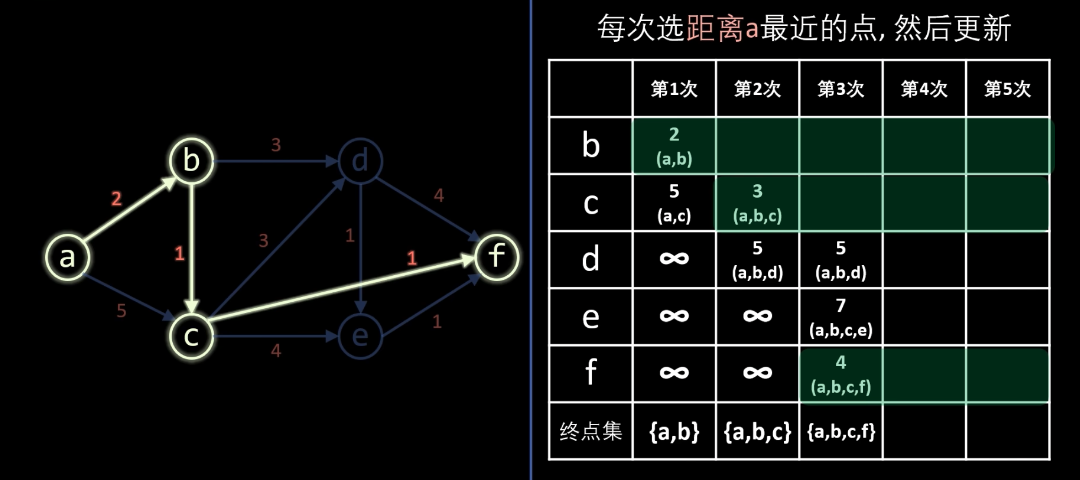 每次选距离a最近的点, 然后更新
第1次 第2次 第3次 第4次 第5次
b 2 (a,b)
c 5 (a,c) 3 (a,b,c)
d ∞ 5 (a,b,d) 5 (a,b,d)
e ∞ ∞ 7 (a,b,c,e)
f ∞ ∞ 4 (a,b,c,f)
终点集 {a,b} {a,b,c} {a,b,c,f}
3
b d
2 4
3 1 1
1
a f
5 1
c e
4